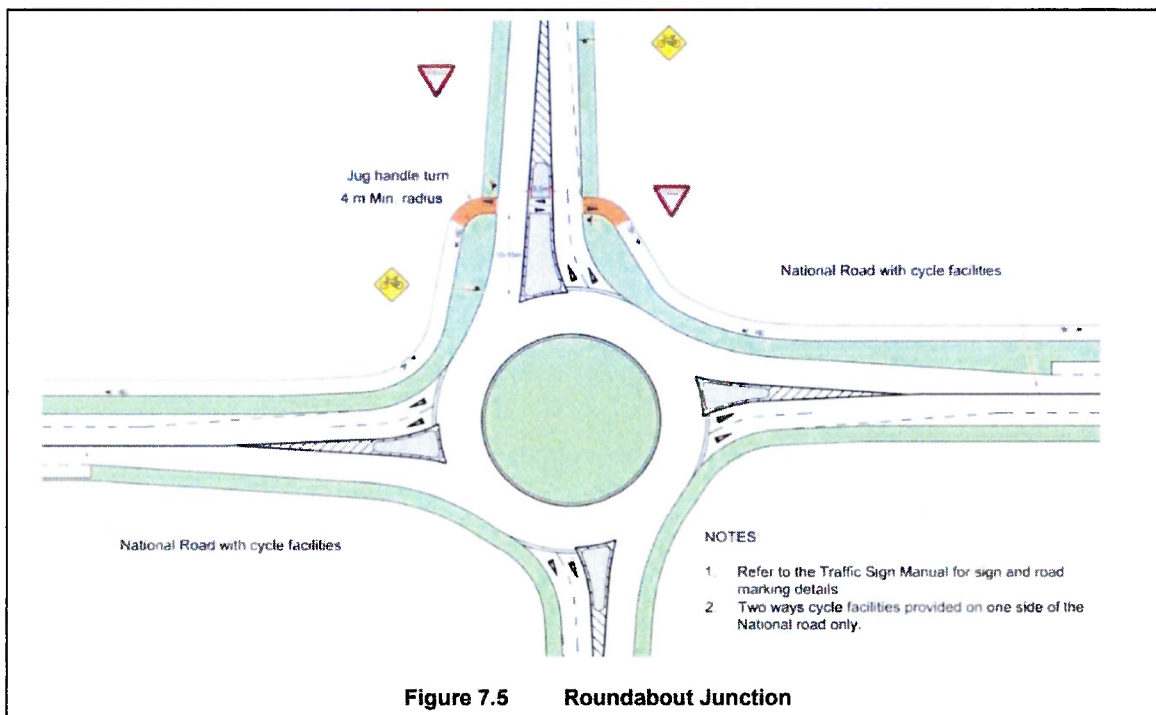 Jug handle turn
4 m Min. radius
National Road with cycle facilities
National Road with cycle facilities
NOTES
1. Refer to the Traffic Sign Manual for sign and road
marking details
2. Two ways cycle facilities provided on one side of the
National road only.
Figure 7.5 Roundabout Junction